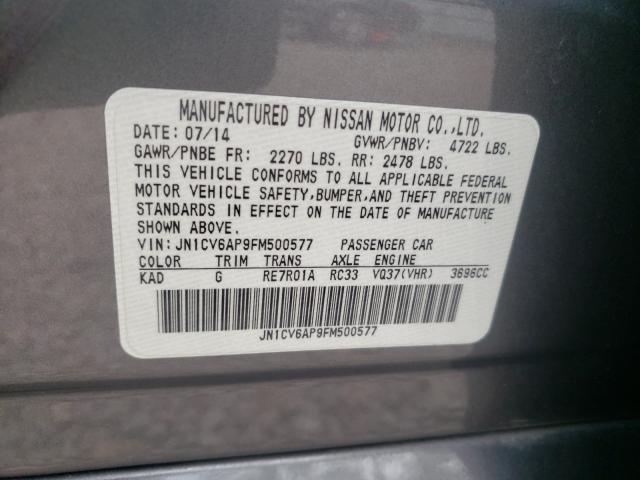 MANUFACTURED BY NISSAN MOTOR CO.,LTD.
DATE: 07/14 GVWR/PNBV: 4722 LBS.
GAWR/PNBE FR: 2270 LBS. RR: 2478 LBS.
THIS VEHICLE CONFORMS TO ALL APPLICABLE FEDERAL
MOTOR VEHICLE SAFETY,BUMPER,AND THEFT PREVENTION
STANDARDS IN EFFECT ON THE DATE OF MANUFACTURE
SHOWN ABOVE.
VIN: JN1CV6AP9FM500577 PASSENGER CAR
COLOR TRIM TRANS AXLE ENGINE
KAD G RE7R01A RC33 VQ37(VHR) 3696CC
JN1CV6AP9FM500577